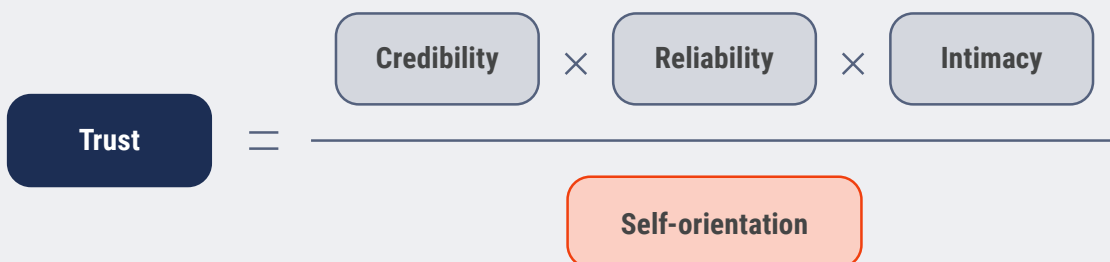 Credibility × Reliability × Intimacy
Trust =
Self-orientation